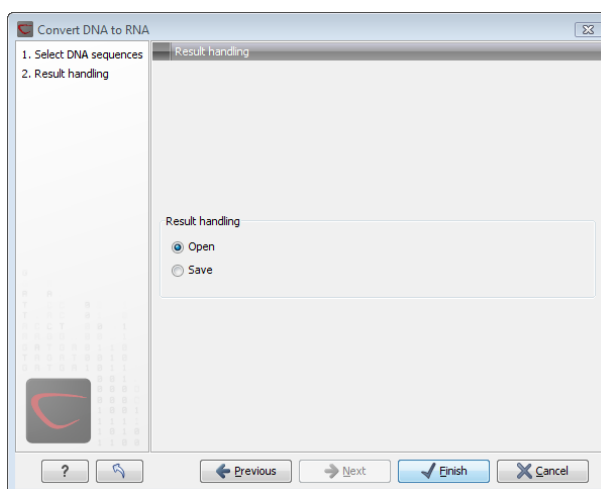 Convert DNA to RNA
1. Select DNA sequences
2. Result handling
Result handling
Result handling
Open
Save
?
Previous
Next
Finish
Cancel